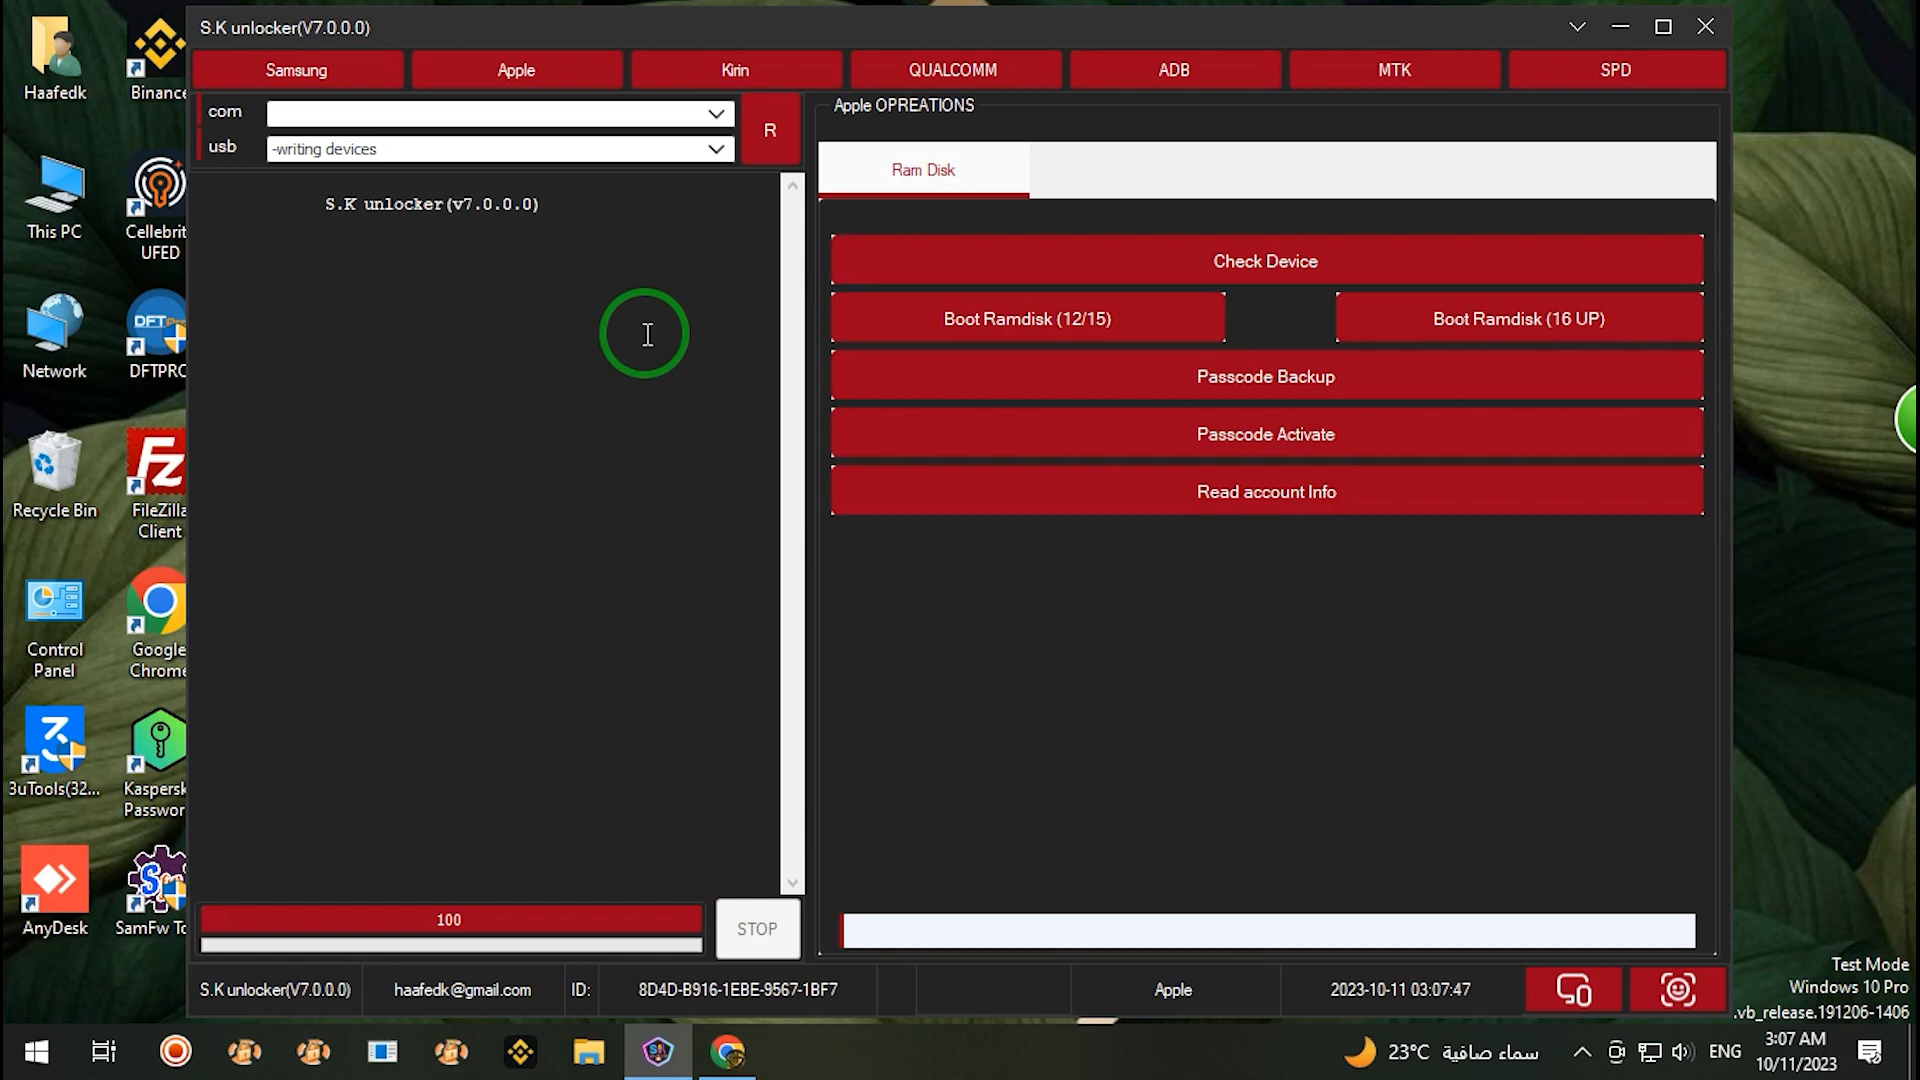 S.K unlocker(V7.0.0.0)
Samsung
Apple
Kirin
QUALCOMM
ADB
MTK
SPD
com
usb
-writing devices
R
Apple OPREATIONS
Ram Disk
S.K unlocker(v7.0.0.0)
Check Device
Boot Ramdisk (12/15)
Boot Ramdisk (16 UP)
Passcode Backup
Passcode Activate
Read account Info
100
STOP
S.K unlocker(V7.0.0.0)
haafedk@gmail.com
ID:
8D4D-B916-1EBE-9567-1BF7
Apple
2023-10-11 03:07:47
Haafedk
Binance
This PC
Cellebrit
UFED
Network
DFTPRO
Recycle Bin
FileZilla
Client
Control
Panel
Google
Chrome
3uTools(32...
Kaspersk
Passwor
AnyDesk
SamFw To
Test Mode
Windows 10 Pro
.vb_release.191206-1406
23°C سماء صافية
ENG
3:07 AM
10/11/2023